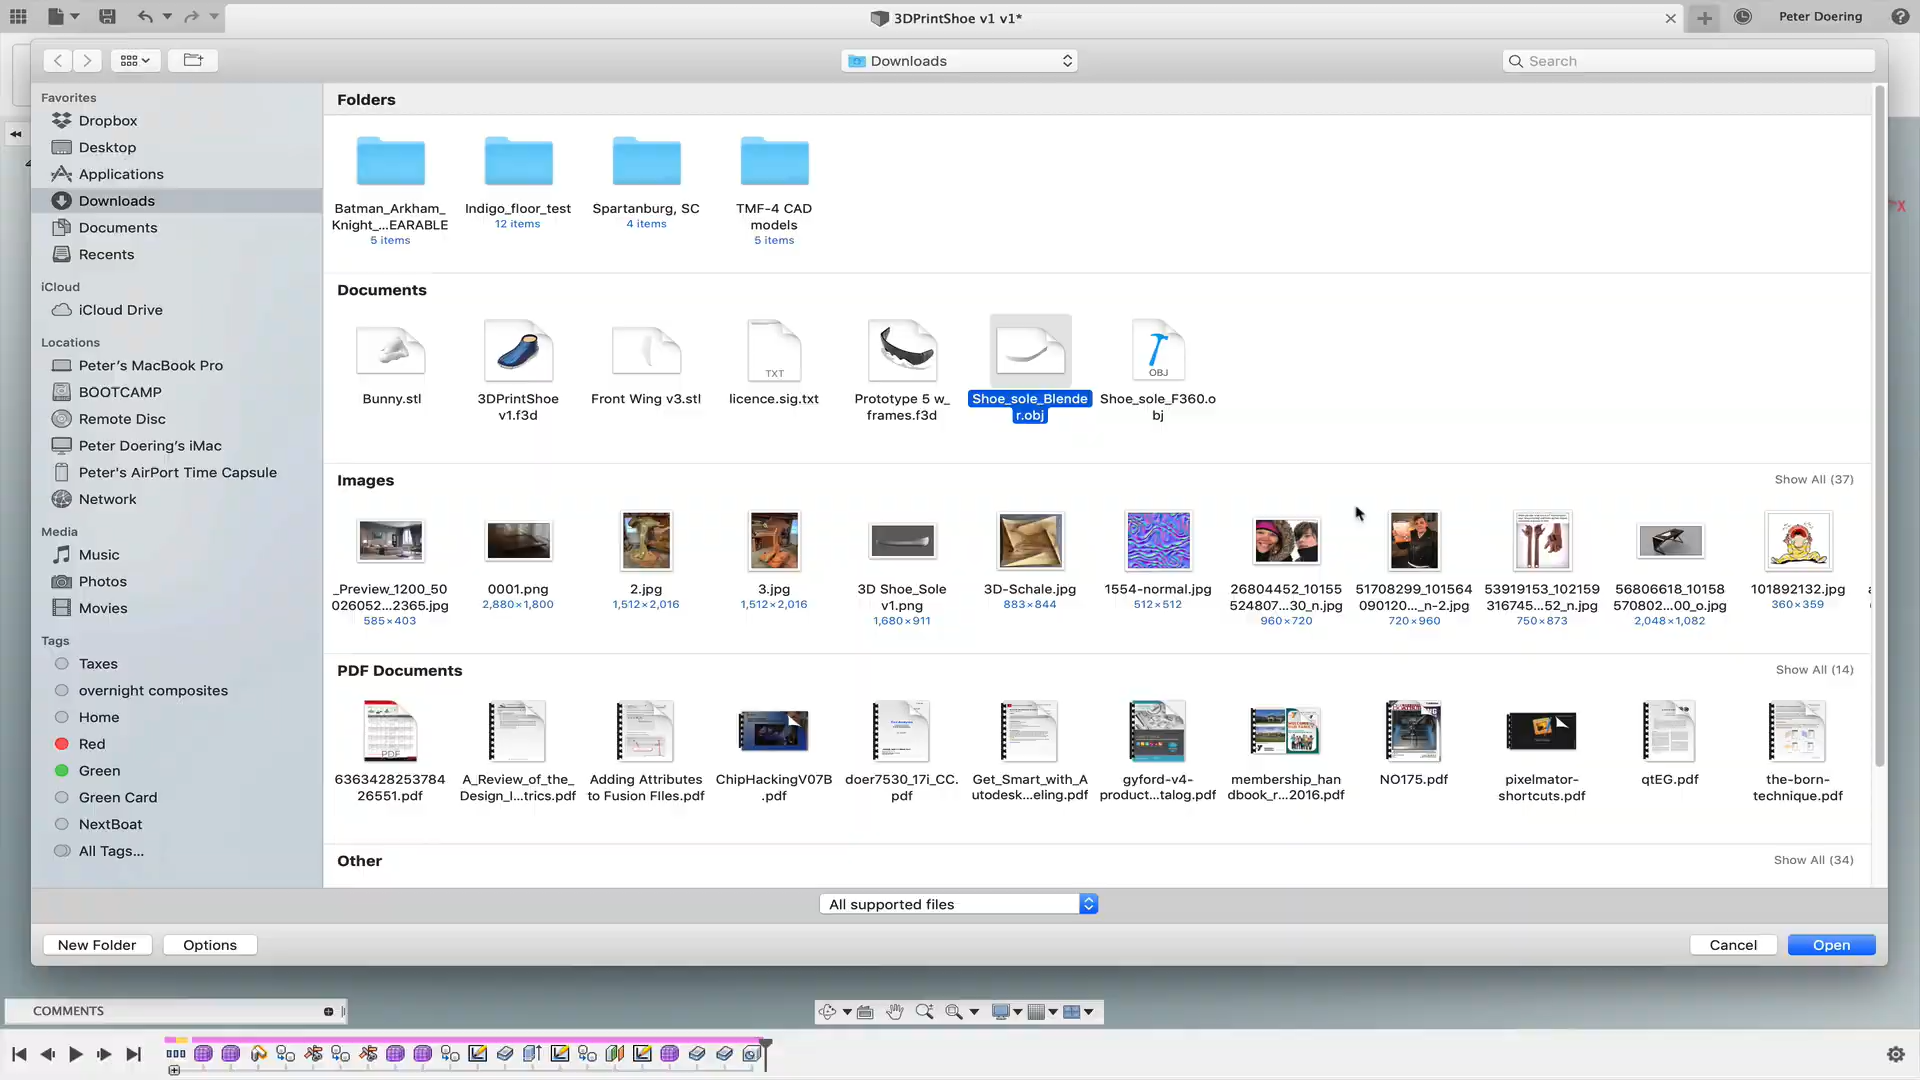 3DPrintShoe v1 v1*
Peter Doering
Downloads
Search
Favorites
Dropbox
Desktop
Applications
Downloads
Documents
Recents
iCloud
iCloud Drive
Locations
Peter's MacBook Pro
BOOTCAMP
Remote Disc
Peter Doering's iMac
Peter's AirPort Time Capsule
Network
Media
Music
Photos
Movies
Tags
Taxes
overnight composites
Home
Red
Green
Green Card
NextBoat
All Tags...
Folders
Batman_Arkham_
Knight_...EARABLE
5 items
Indigo_floor_test
12 items
Spartanburg, SC
4 items
TMF-4 CAD
models
5 items
X
Documents
Bunny.stl
3DPrintShoe
v1.f3d
Front Wing v3.stl
TXT
licence.sig.txt
Prototype 5 w_
frames.f3d
Shoe_sole_Blende
r.obj
OBJ
Shoe_sole_F360.o
bj
Images
Show All (37)
_Preview_1200_50
026052...2365.jpg
585×403
0001.png
2,880×1,800
2.jpg
1,512×2,016
3.jpg
1,512×2,016
3D Shoe_Sole
v1.png
1,680×911
3D-Schale.jpg
883×844
1554-normal.jpg
512×512
26804452_10155
524807...30_n.jpg
960×720
51708299_101564
090120..._n-2.jpg
720×960
53919153_102159
316745...52_n.jpg
750×873
56806618_10158
570802...00_o.jpg
2,048×1,082
101892132.jpg
360×359
PDF Documents
Show All (14)
PDF
6363428253784
26551.pdf
A_Review_of_the_
Design_I...trics.pdf
Adding Attributes
to Fusion FIles.pdf
ChipHackingV07B
.pdf
doer7530_17i_CC.
pdf
Get_Smart_with_A
utodesk...eling.pdf
gyford-v4-
product...talog.pdf
membership_han
dbook_r...2016.pdf
NO175.pdf
pixelmator-
shortcuts.pdf
qtEG.pdf
the-born-
technique.pdf
Other
Show All (34)
All supported files
New Folder
Options
Cancel
Open
COMMENTS